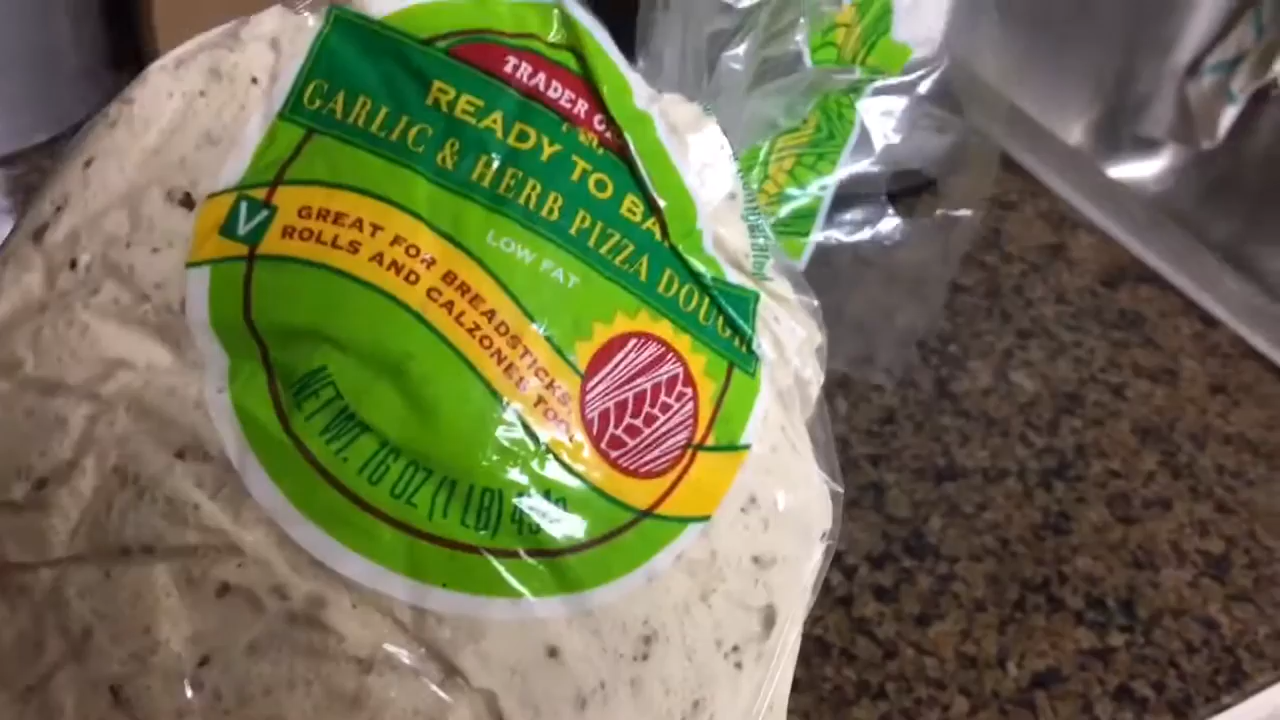 TRADER
READY TO BA
GARLIC & HERB PIZZA DOUGH
LOW FAT
V
GREAT FOR BREADSTICKS,
ROLLS AND CALZONES, TOO
NET WT. 16 OZ (1 LB)